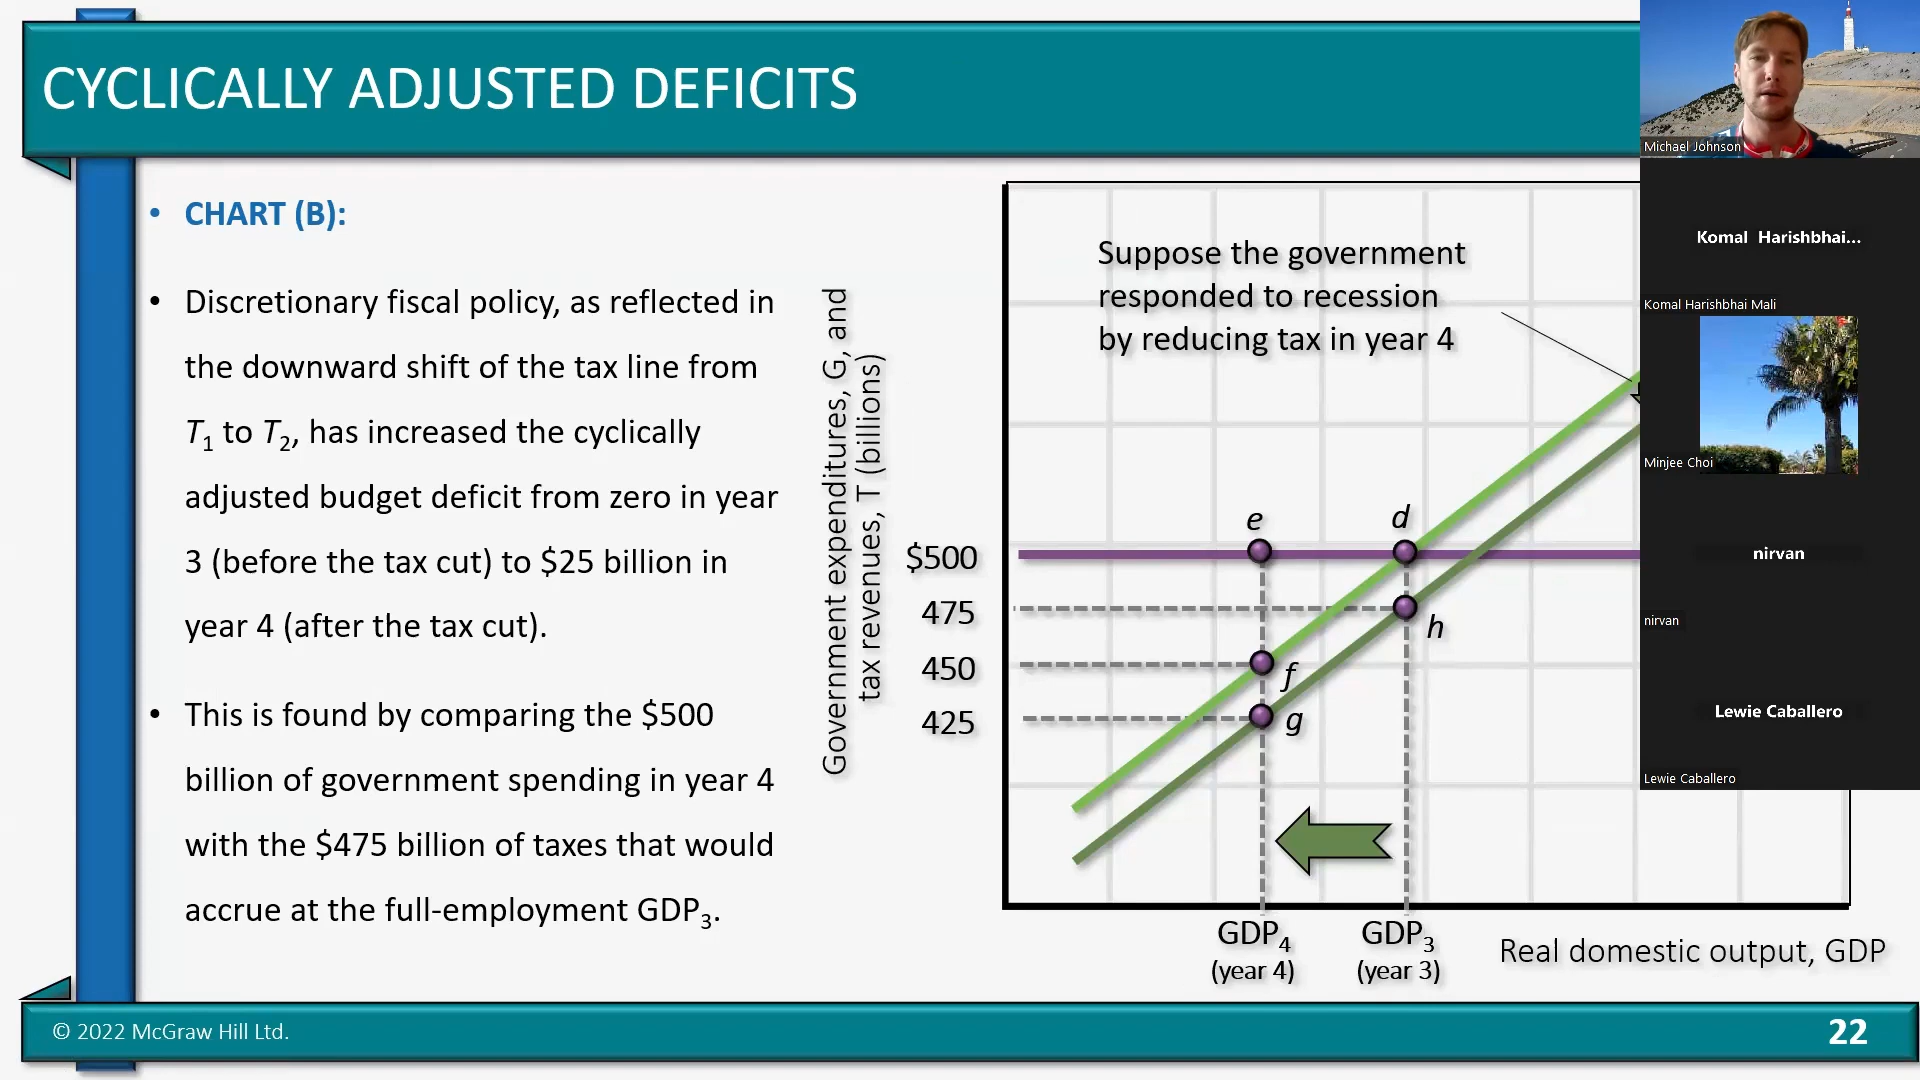 CYCLICALLY ADJUSTED DEFICITS
• CHART (B):
• Discretionary fiscal policy, as reflected in
the downward shift of the tax line from
T1 to T2, has increased the cyclically
adjusted budget deficit from zero in year
3 (before the tax cut) to $25 billion in
year 4 (after the tax cut).
• This is found by comparing the $500
billion of government spending in year 4
with the $475 billion of taxes that would
accrue at the full-employment GDP3.
Government expenditures, G, and
tax revenues, T (billions)
Suppose the government
responded to recession
by reducing tax in year 4
e
d
$500
475
h
450
f
425
g
GDP4
(year 4)
GDP3
(year 3)
Real domestic output, GDP
Michael Johnson
Komal Harishbhai...
Komal Harishbhai Mali
Minjee Choi
nirvan
nirvan
Lewie Caballero
Lewie Caballero
© 2022 McGraw Hill Ltd.
22